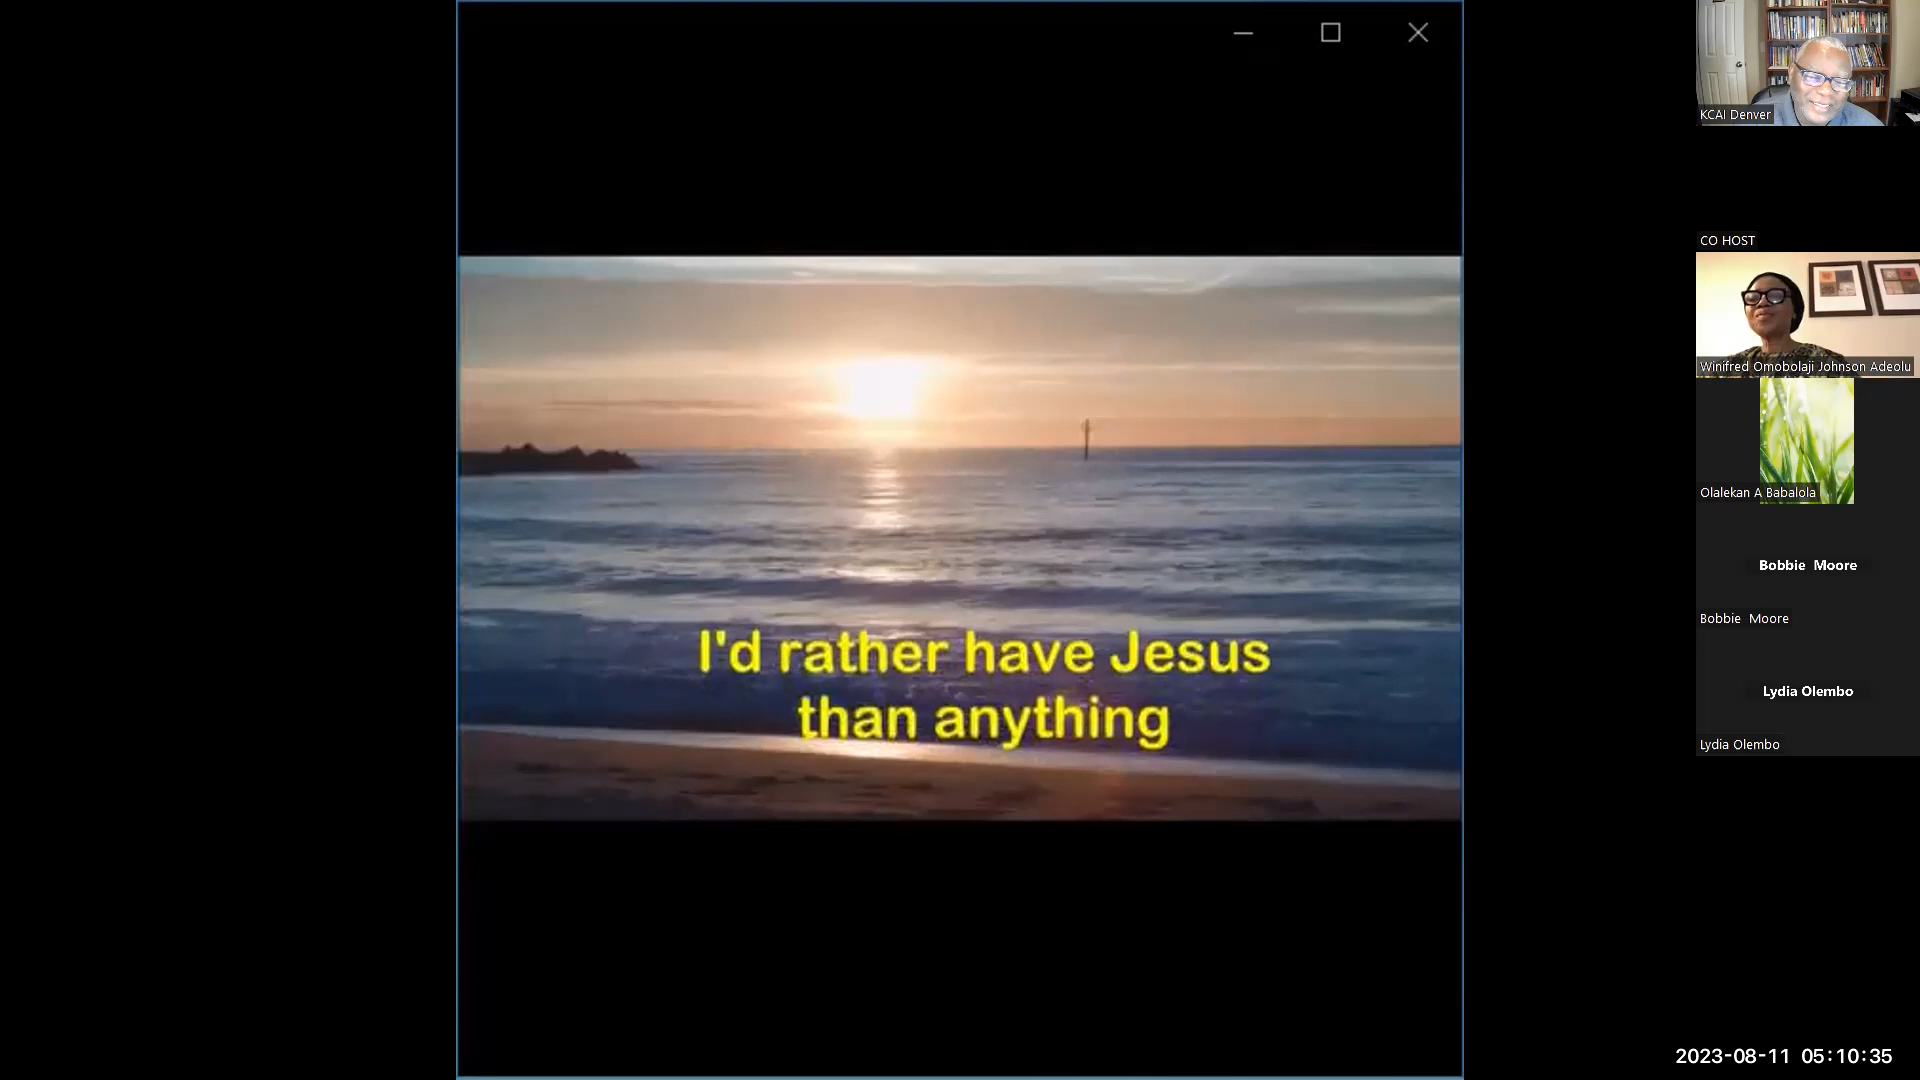 I'd rather have Jesus
than anything
KCAI Denver
CO HOST
Winifred Omobolaji Johnson Adeolu
Olalekan A Babalola
Bobbie Moore
Bobbie Moore
Lydia Olembo
Lydia Olembo
2023-08-11 05:10:35